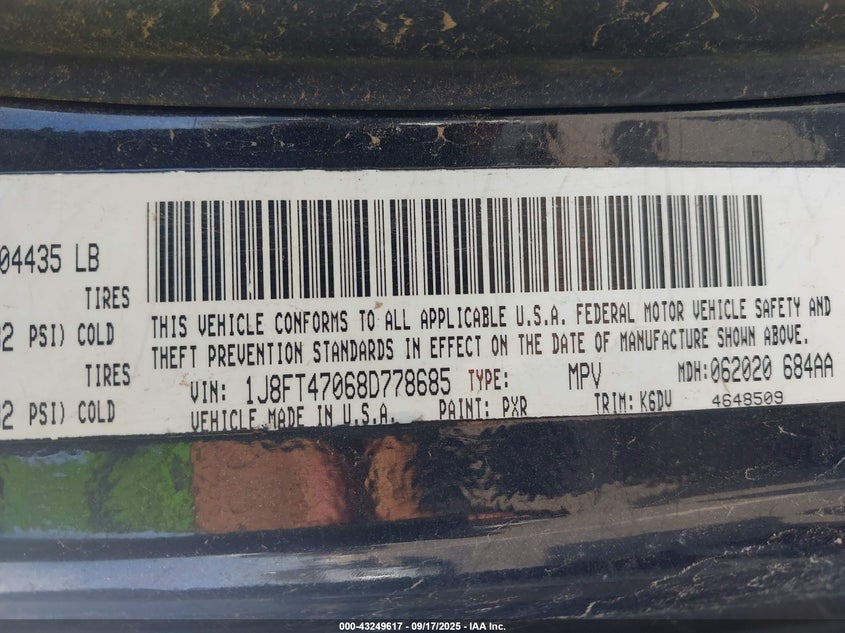 04435 LB
TIRES
2 PSI) COLD
TIRES
2 PSI) COLD
THIS VEHICLE CONFORMS TO ALL APPLICABLE U.S.A. FEDERAL MOTOR VEHICLE SAFETY AND
THEFT PREVENTION STANDARDS IN EFFECT ON THE DATE OF MANUFACTURE SHOWN ABOVE.
VIN: 1J8FT47068D778685 TYPE: MPV MDH:062020 684AA
VEHICLE MADE IN U.S.A. PAINT: PXR TRIM: K6DV 4648509
000-43249617 - 09/17/2025 - IAA Inc.